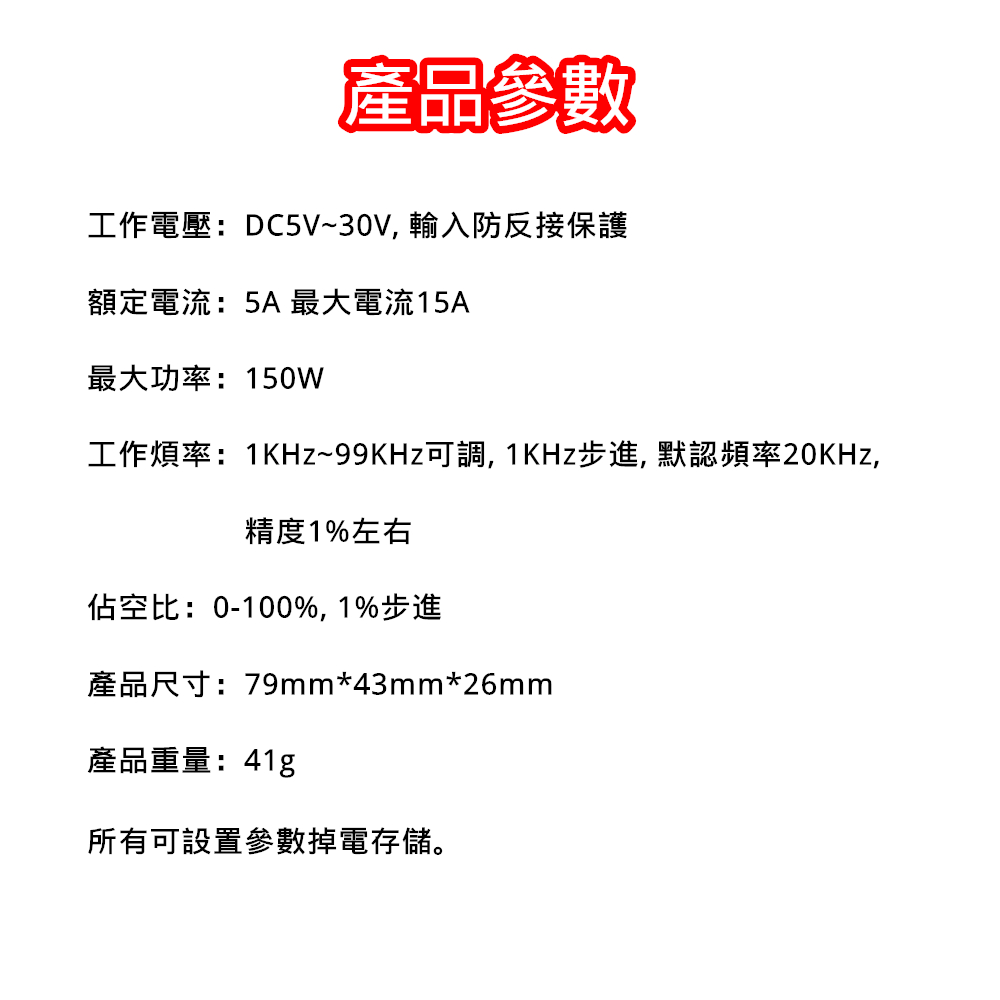 產品參數
工作電壓：DC5V~30V, 輸入防反接保護
額定電流：5A 最大電流15A
最大功率：150W
工作煩率：1KHz~99KHz可調, 1KHz步進, 默認頻率20KHz,
精度1%左右
佔空比：0-100%, 1%步進
產品尺寸：79mm*43mm*26mm
產品重量：41g
所有可設置參數掉電存儲。